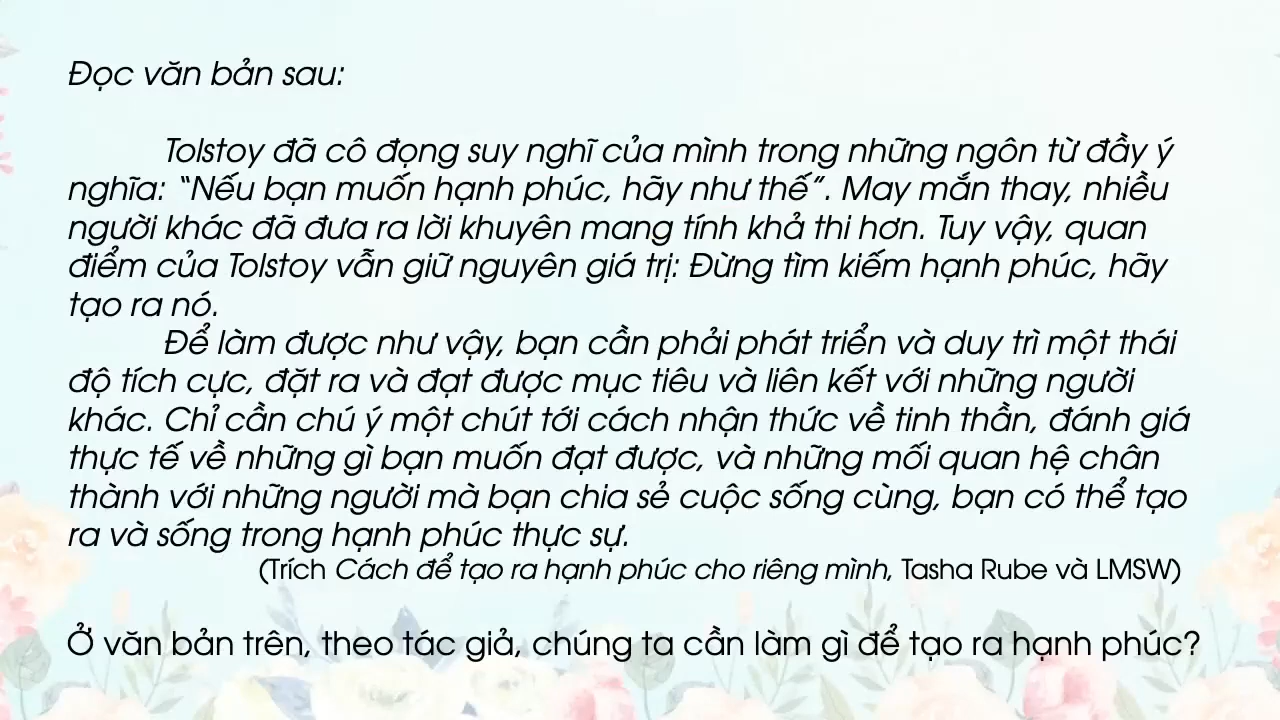 Đọc văn bản sau:
Tolstoy đã cô đọng suy nghĩ của mình trong những ngôn từ đầy ý
nghĩa: “Nếu bạn muốn hạnh phúc, hãy như thế”. May mắn thay, nhiều
người khác đã đưa ra lời khuyên mang tính khả thi hơn. Tuy vậy, quan
điểm của Tolstoy vẫn giữ nguyên giá trị: Đừng tìm kiếm hạnh phúc, hãy
tạo ra nó.
Để làm được như vậy, bạn cần phải phát triển và duy trì một thái
độ tích cực, đặt ra và đạt được mục tiêu và liên kết với những người
khác. Chỉ cần chú ý một chút tới cách nhận thức về tinh thần, đánh giá
thực tế về những gì bạn muốn đạt được, và những mối quan hệ chân
thành với những người mà bạn chia sẻ cuộc sống cùng, bạn có thể tạo
ra và sống trong hạnh phúc thực sự.
(Trích Cách để tạo ra hạnh phúc cho riêng mình, Tasha Rube và LMSW)
Ở văn bản trên, theo tác giả, chúng ta cần làm gì để tạo ra hạnh phúc?